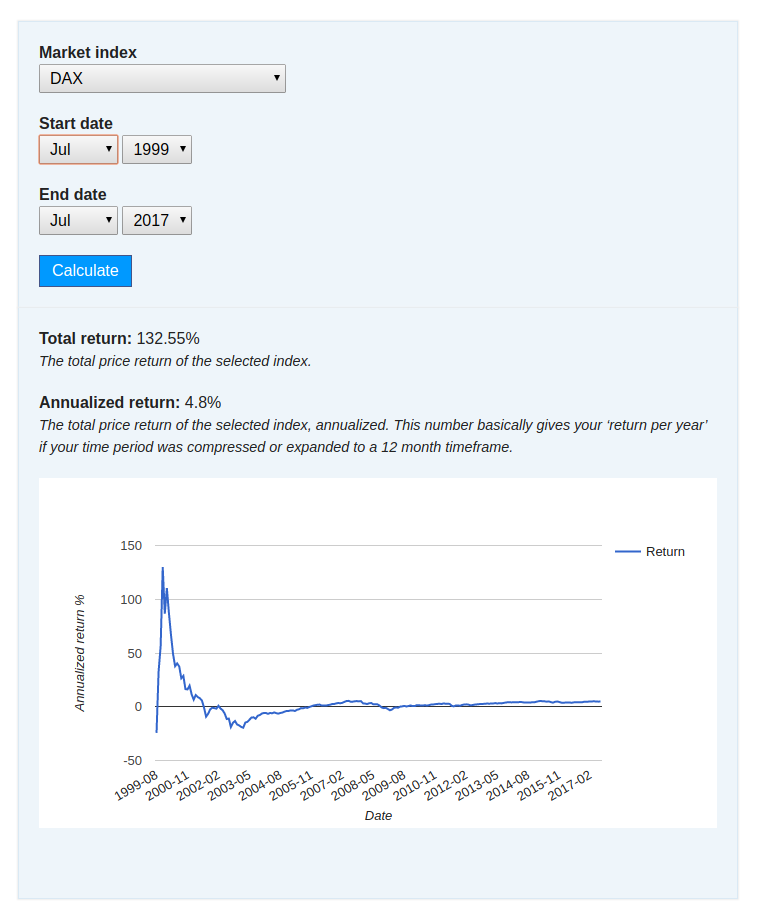 Market index
DAX
Start date
Jul 1999
End date
Jul 2017
Calculate
Total return: 132.55%
The total price return of the selected index.
Annualized return: 4.8%
The total price return of the selected index, annualized. This number basically gives your ‘return per year’
if your time period was compressed or expanded to a 12 month timeframe.
150
Return
100
50
0
-50
Annualized return %
1999-08 2000-11 2002-02 2003-05 2004-08 2005-11 2007-02 2008-05 2009-08 2010-11 2012-02 2013-05 2014-08 2015-11 2017-02
Date